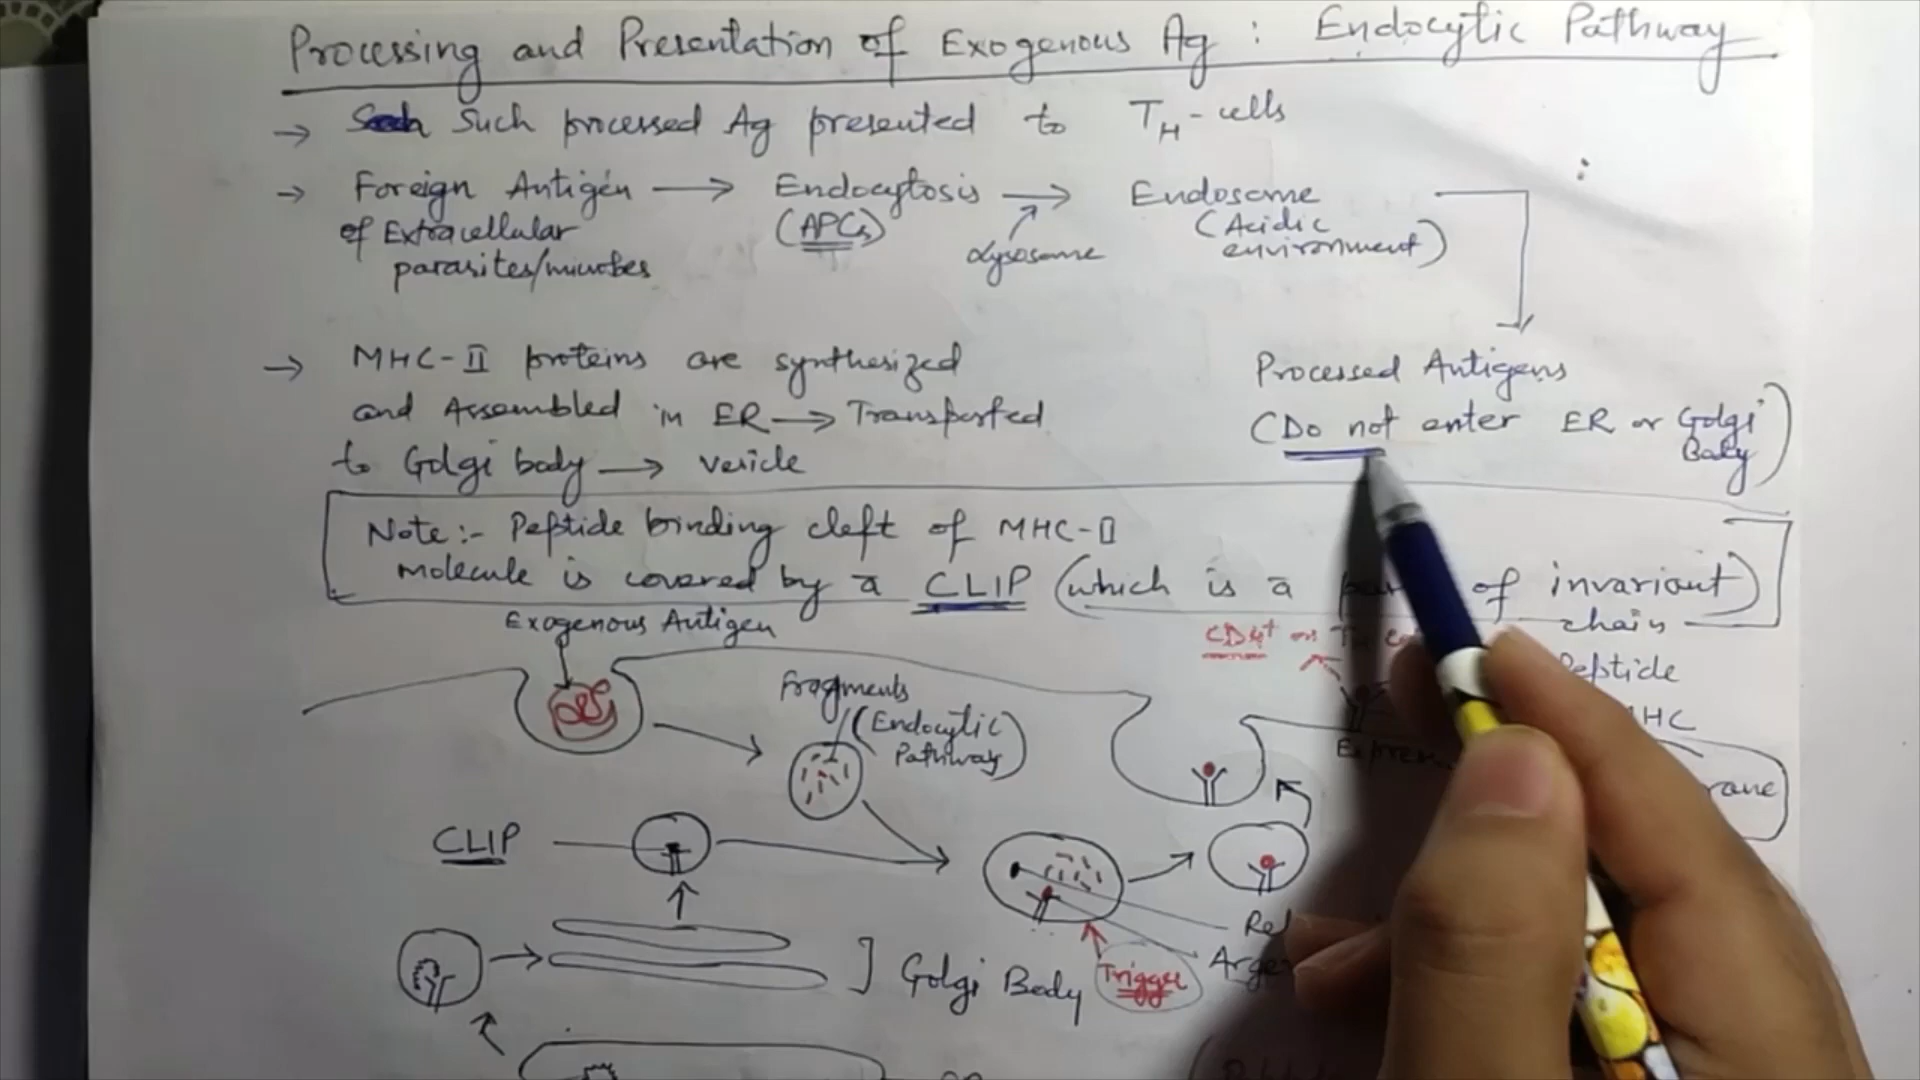 Processing and Presentation of Exogenous Ag : Endocytic Pathway
→ Such processed Ag presented to TH-cells
→ Foreign Antigen → Endocytosis → Endosome
of Extracellular parasites/microbes
(APCs)
Lysosome
(Acidic environment)
→ MHC-II proteins are synthesized
and Assembled in ER → Transported
to Golgi body → vesicle
Processed Antigens
(Do not enter ER or Golgi Body)
Note:- Peptide binding cleft of MHC-II
molecule is covered by a CLIP (which is a of invariant)
chain
Exogenous Antigen
CD4+ or TH
Peptide
Fragments
(Endocytic Pathway)
CLIP
] Golgi Body
Trigger